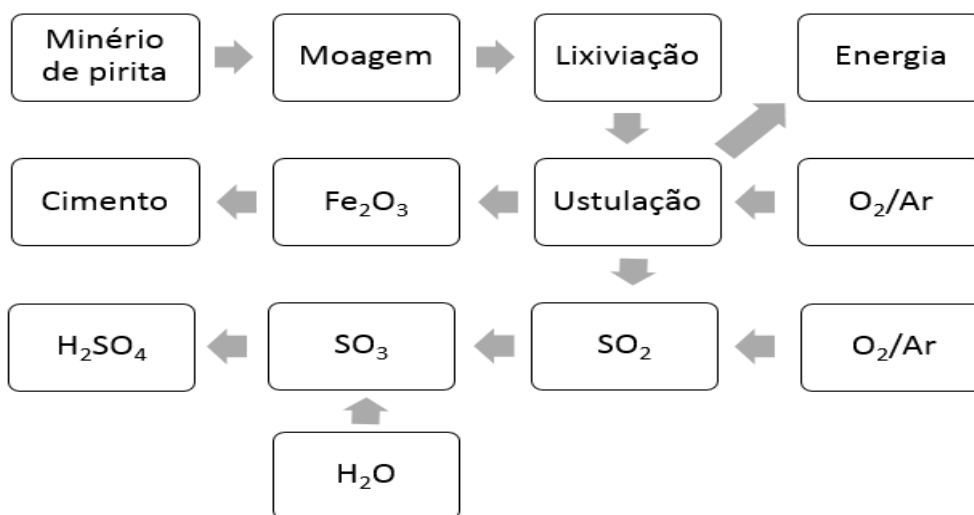 Minério
de pirita
Moagem
Lixiviação
Energia
Cimento
Fe₂O₃
Ustulação
O₂/Ar
H₂SO₄
SO₃
SO₂
O₂/Ar
H₂O